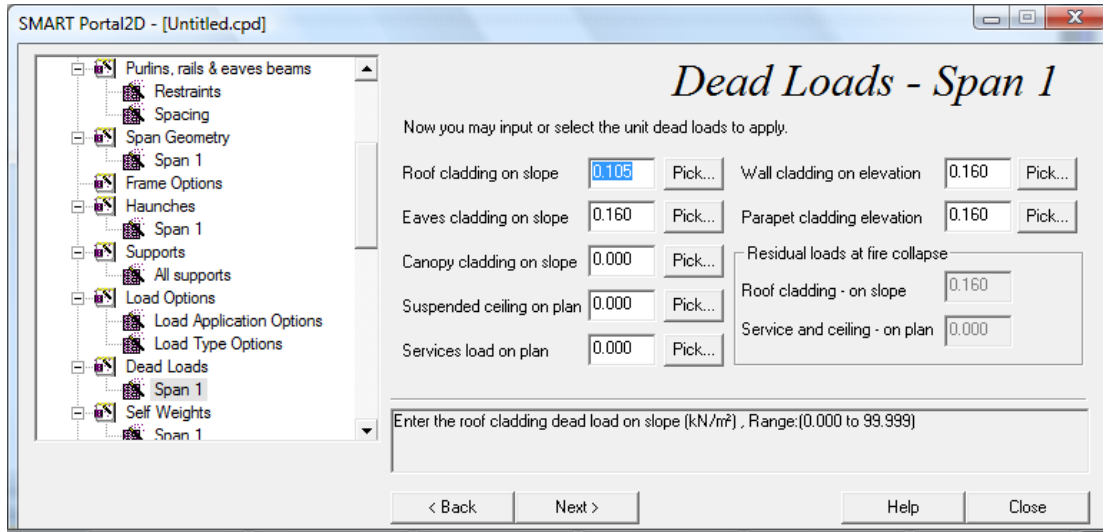 SMART Portal2D - [Untitled.cpd]
Purlins, rails & eaves beams
Restraints
Spacing
Span Geometry
Span 1
Frame Options
Haunches
Span 1
Supports
All supports
Load Options
Load Application Options
Load Type Options
Dead Loads
Span 1
Self Weights
Span 1
Dead Loads - Span 1
Now you may input or select the unit dead loads to apply.
Roof cladding on slope 0.105 Pick...
Eaves cladding on slope 0.160 Pick...
Canopy cladding on slope 0.000 Pick...
Suspended ceiling on plan 0.000 Pick...
Services load on plan 0.000 Pick...
Wall cladding on elevation 0.160 Pick...
Parapet cladding elevation 0.160 Pick...
Residual loads at fire collapse
Roof cladding - on slope 0.160
Service and ceiling - on plan 0.000
Enter the roof cladding dead load on slope (kN/m²) , Range:(0.000 to 99.999)
< Back Next > Help Close